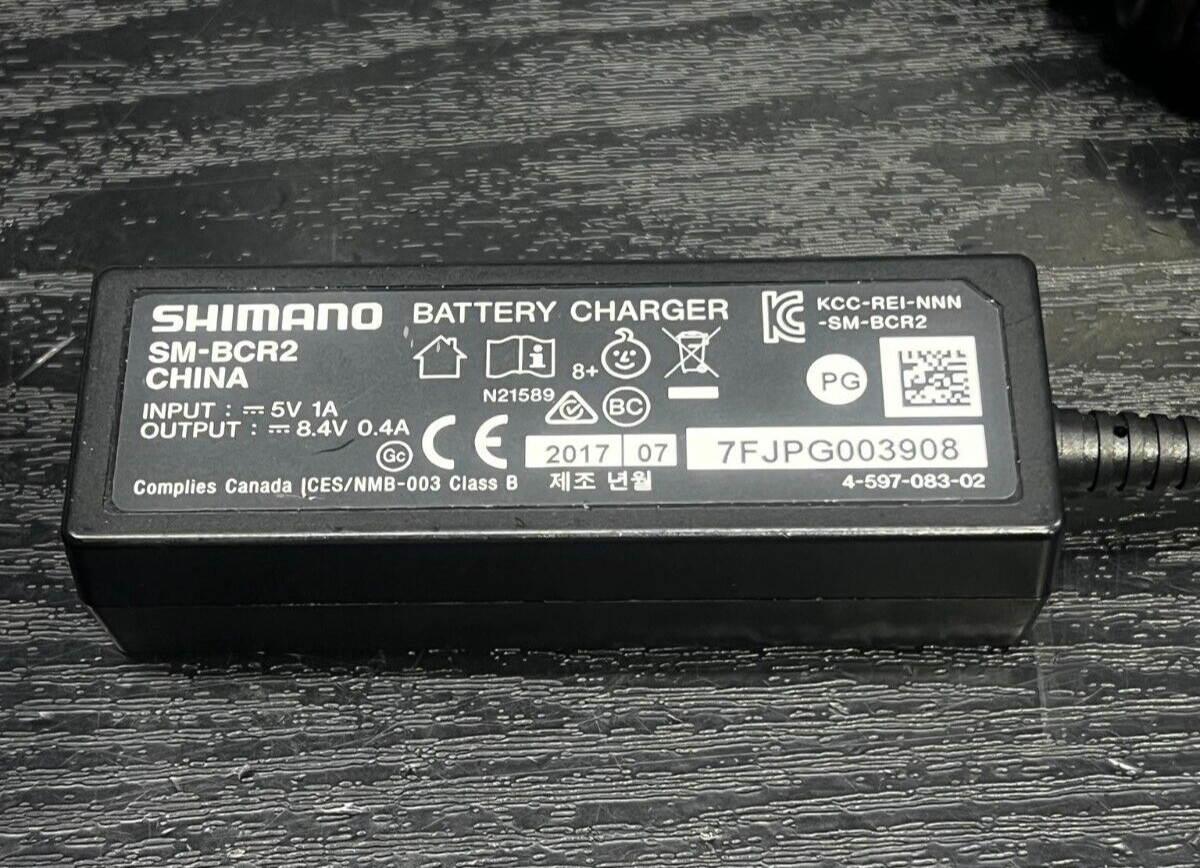 SHIMANO BATTERY CHARGER
SM-BCR2
CHINA
KCC-REI-NNN
-SM-BCR2
8+
N21589
BC
PG
INPUT : ⎓ 5V 1A
OUTPUT : ⎓ 8.4V 0.4A
Gc
CE
2017 07
7FJPG003908
Complies Canada ICES/NMB-003 Class B
제조 년월
4-597-083-02